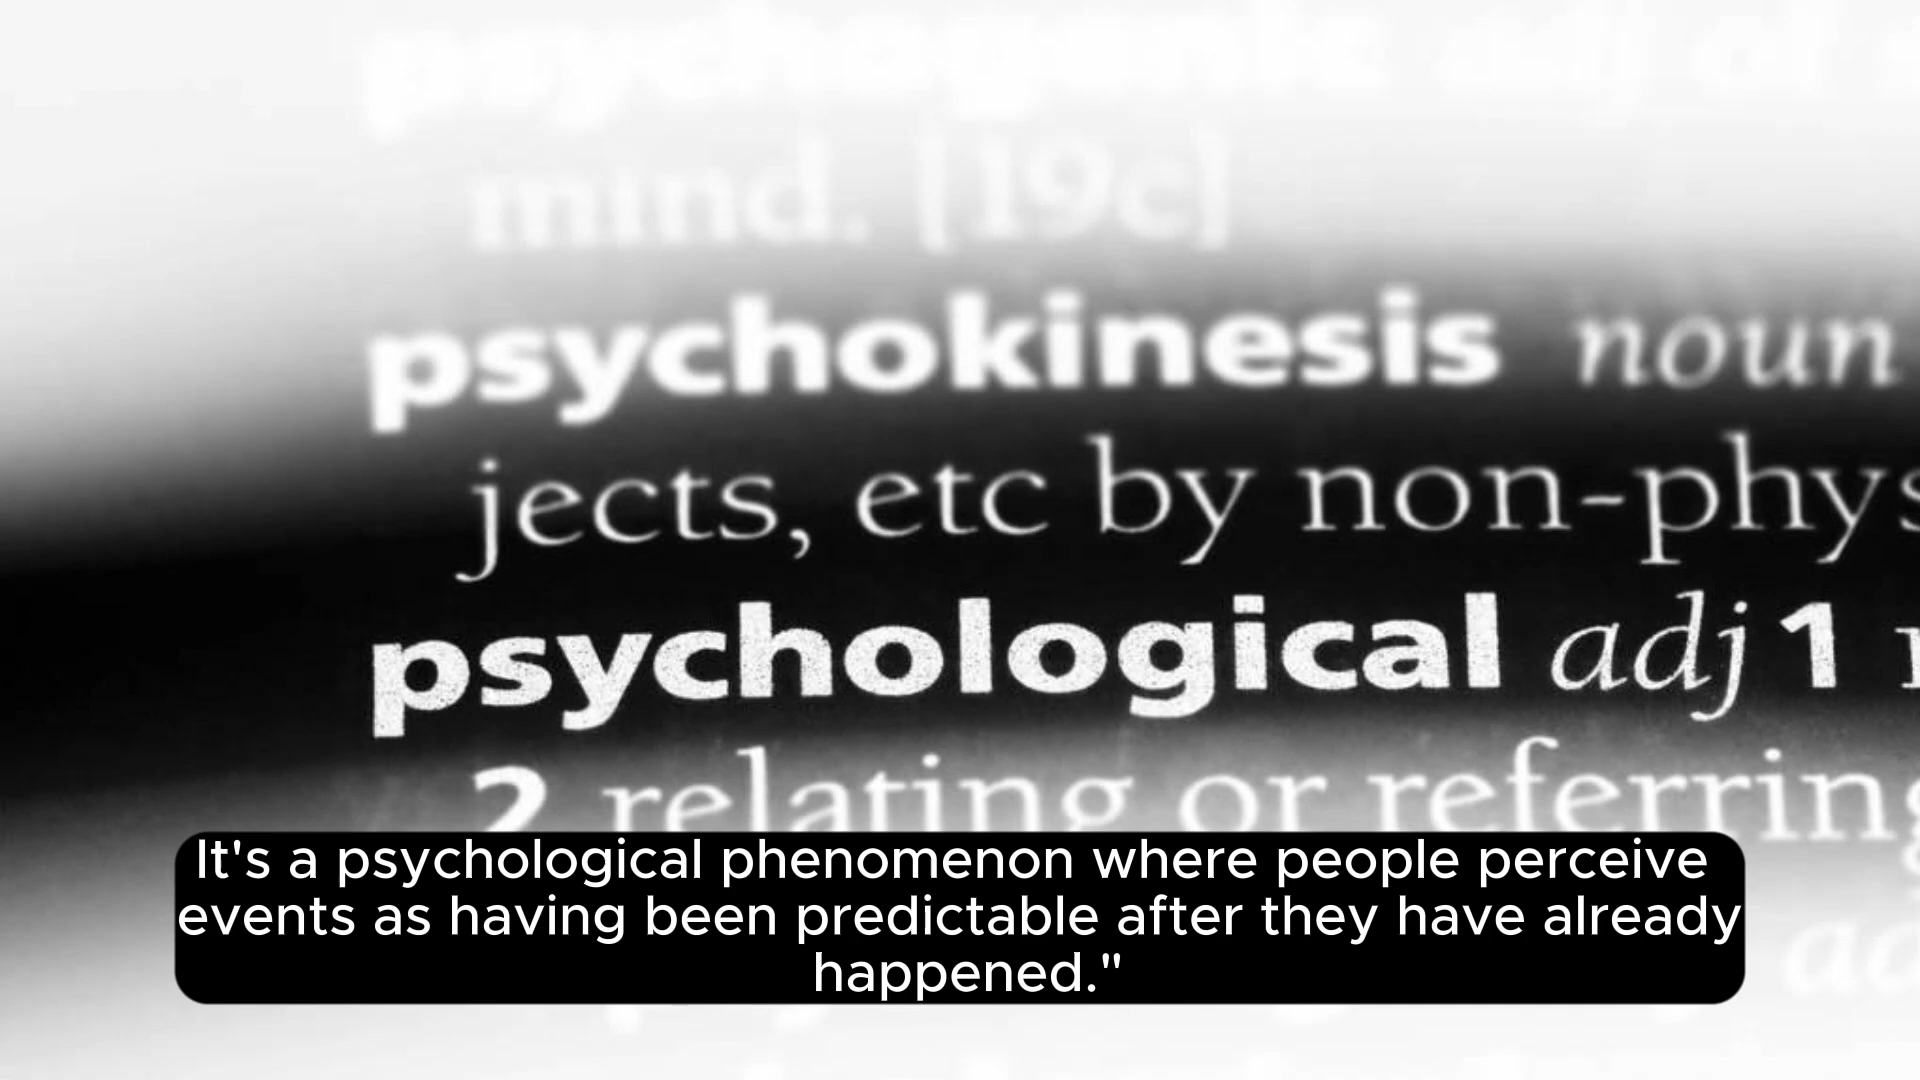 mind. [19c]
psychokinesis noun
jects, etc by non-phys
psychological adj 1
2 relating or referring
It's a psychological phenomenon where people perceive
events as having been predictable after they have already
happened."